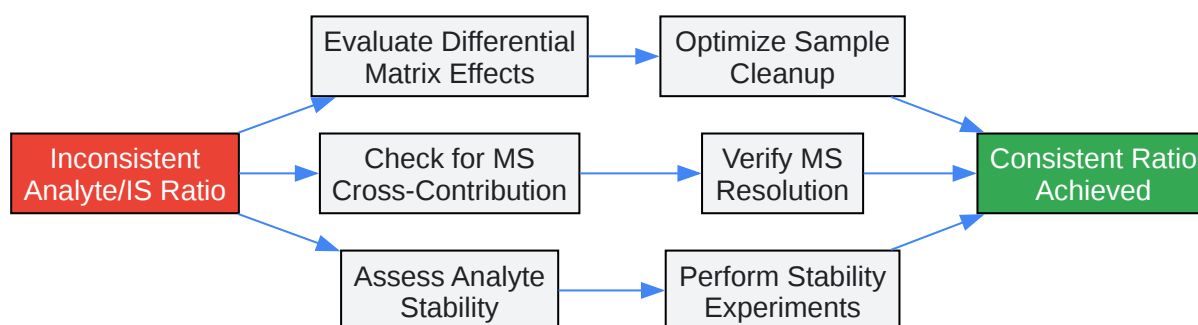 Evaluate Differential
Matrix Effects
Optimize Sample
Cleanup
Inconsistent
Analyte/IS Ratio
Check for MS
Cross-Contribution
Verify MS
Resolution
Consistent Ratio
Achieved
Assess Analyte
Stability
Perform Stability
Experiments